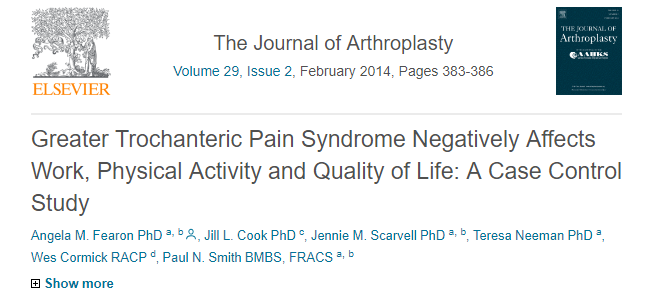 ELSEVIER
The Journal of Arthroplasty
Volume 29, Issue 2, February 2014, Pages 383-386
THE JOURNAL OF
Arthroplasty
AAHKS
Greater Trochanteric Pain Syndrome Negatively Affects
Work, Physical Activity and Quality of Life: A Case Control
Study
Angela M. Fearon PhD a, b, Jill L. Cook PhD c, Jennie M. Scarvell PhD a, b, Teresa Neeman PhD a,
Wes Cormick RACP d, Paul N. Smith BMBS, FRACS a, b
Show more